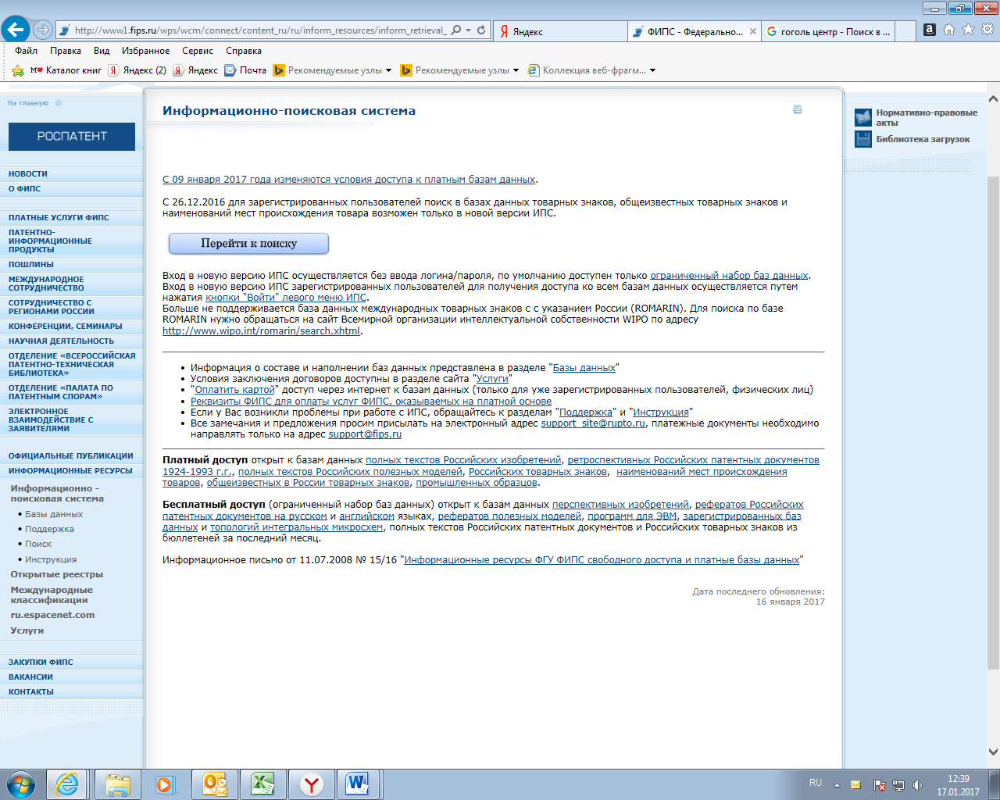 http://www1.fips.ru/wps/wcm/connect/content_ru/ru/inform_resources/inform_retrieval_
Яндекс
ФИПС - Федерально...
гоголь центр - Поиск в ...
Файл Правка Вид Избранное Сервис Справка
Каталог книг Яндекс (2) Яндекс Почта Рекомендуемые узлы Рекомендуемые узлы Коллекция веб-фрагм...
На главную
РОСПАТЕНТ
НОВОСТИ
О ФИПС
ПЛАТНЫЕ УСЛУГИ ФИПС
ПАТЕНТНО-
ИНФОРМАЦИОННЫЕ
ПРОДУКТЫ
ПОШЛИНЫ
МЕЖДУНАРОДНОЕ
СОТРУДНИЧЕСТВО
СОТРУДНИЧЕСТВО С
РЕГИОНАМИ РОССИИ
КОНФЕРЕНЦИИ, СЕМИНАРЫ
НАУЧНАЯ ДЕЯТЕЛЬНОСТЬ
ОТДЕЛЕНИЕ «ВСЕРОССИЙСКАЯ
ПАТЕНТНО-ТЕХНИЧЕСКАЯ
БИБЛИОТЕКА»
ОТДЕЛЕНИЕ «ПАЛАТА ПО
ПАТЕНТНЫМ СПОРАМ»
ЭЛЕКТРОННОЕ
ВЗАИМОДЕЙСТВИЕ С
ЗАЯВИТЕЛЯМИ
ОФИЦИАЛЬНЫЕ ПУБЛИКАЦИИ
ИНФОРМАЦИОННЫЕ РЕСУРСЫ
Информационно -
поисковая система
• Базы данных
• Поддержка
• Поиск
• Инструкция
Открытые реестры
Международные
классификации
ru.espacenet.com
Услуги
ЗАКУПКИ ФИПС
ВАКАНСИИ
КОНТАКТЫ
Информационно-поисковая система
С 09 января 2017 года изменяются условия доступа к платным базам данных.
С 26.12.2016 для зарегистрированных пользователей поиск в базах данных товарных знаков, общеизвестных товарных знаков и
наименований мест происхождения товара возможен только в новой версии ИПС.
Перейти к поиску
Вход в новую версию ИПС осуществляется без ввода логина/пароля, по умолчанию доступен только ограниченный набор баз данных.
Вход в новую версию ИПС зарегистрированных пользователей для получения доступа ко всем базам данных осуществляется путем
нажатия кнопки "Войти" левого меню ИПС.
Больше не поддерживается база данных международных товарных знаков с с указанием России (ROMARIN). Для поиска по базе
ROMARIN нужно обращаться на сайт Всемирной организации интеллектуальной собственности WIPO по адресу
http://www.wipo.int/romarin/search.xhtml.
• Информация о составе и наполнении баз данных представлена в разделе "Базы данных"
• Условия заключения договоров доступны в разделе сайта "Услуги"
• "Оплатить картой" доступ через интернет к базам данных (только для уже зарегистрированных пользователей, физических лиц)
• Реквизиты ФИПС для оплаты услуг ФИПС, оказываемых на платной основе
• Если у Вас возникли проблемы при работе с ИПС, обращайтесь к разделам "Поддержка" и "Инструкция"
• Все замечания и предложения просим присылать на электронный адрес support_site@rupto.ru, платежные документы необходимо
направлять только на адрес support@fips.ru
Платный доступ открыт к базам данных полных текстов Российских изобретений, ретроспективных Российских патентных документов
1924-1993 г.г., полных текстов Российских полезных моделей, Российских товарных знаков, наименований мест происхождения
товаров, общеизвестных в России товарных знаков, промышленных образцов.
Бесплатный доступ (ограниченный набор баз данных) открыт к базам данных перспективных изобретений, рефератов Российских
патентных документов на русском и английском языках, рефератов полезных моделей, программ для ЭВМ, зарегистрированных баз
данных и топологий интегральных микросхем, полных текстов Российских патентных документов и Российских товарных знаков из
бюллетеней за последний месяц.
Информационное письмо от 11.07.2008 № 15/16 "Информационные ресурсы ФГУ ФИПС свободного доступа и платные базы данных"
Дата последнего обновления:
16 января 2017
Нормативно-правовые
акты
Библиотека загрузок
RU
12:39
17.01.2017